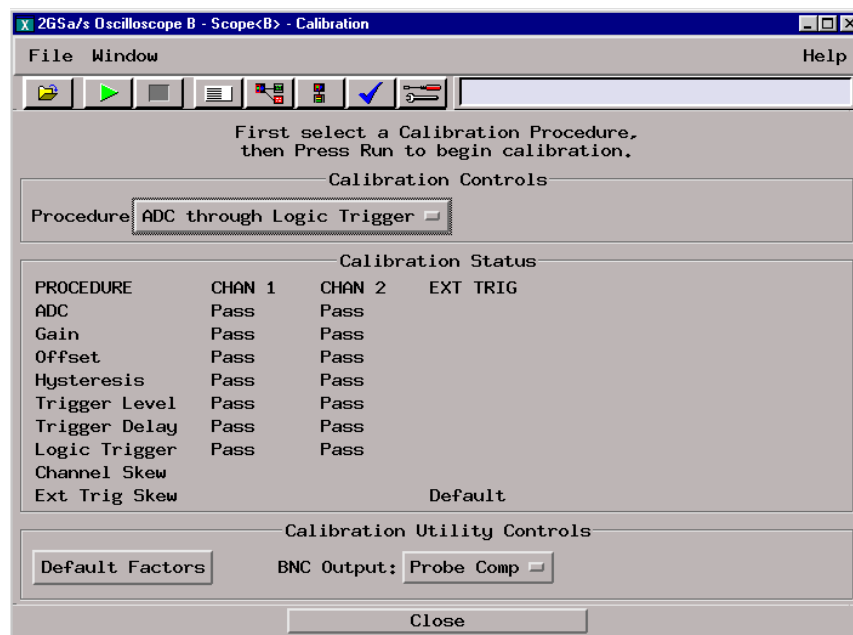 2GSa/s Oscilloscope B - Scope<B> - Calibration
File Window Help
First select a Calibration Procedure,
then Press Run to begin calibration.
Calibration Controls
Procedure ADC through Logic Trigger
Calibration Status
PROCEDURE CHAN 1 CHAN 2 EXT TRIG
ADC Pass Pass
Gain Pass Pass
Offset Pass Pass
Hysteresis Pass Pass
Trigger Level Pass Pass
Trigger Delay Pass Pass
Logic Trigger Pass Pass
Channel Skew
Ext Trig Skew Default
Calibration Utility Controls
Default Factors BNC Output: Probe Comp
Close